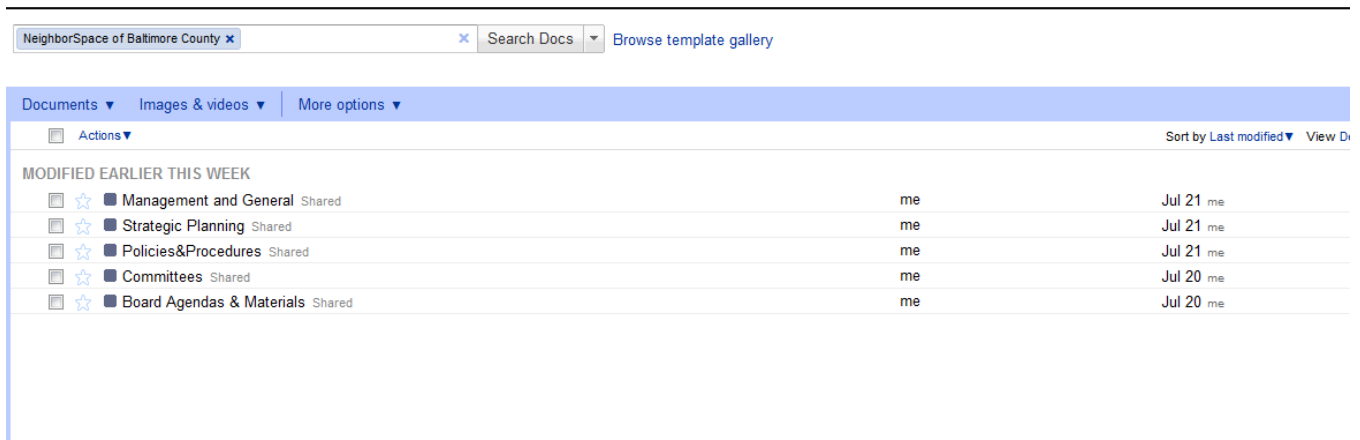 NeighborSpace of Baltimore County × × Search Docs Browse template gallery
Documents ▼ Images & videos ▼ More options ▼
Actions▼ Sort by Last modified▼ View De
MODIFIED EARLIER THIS WEEK
Management and General Shared me Jul 21 me
Strategic Planning Shared me Jul 21 me
Policies&Procedures Shared me Jul 21 me
Committees Shared me Jul 20 me
Board Agendas & Materials Shared me Jul 20 me